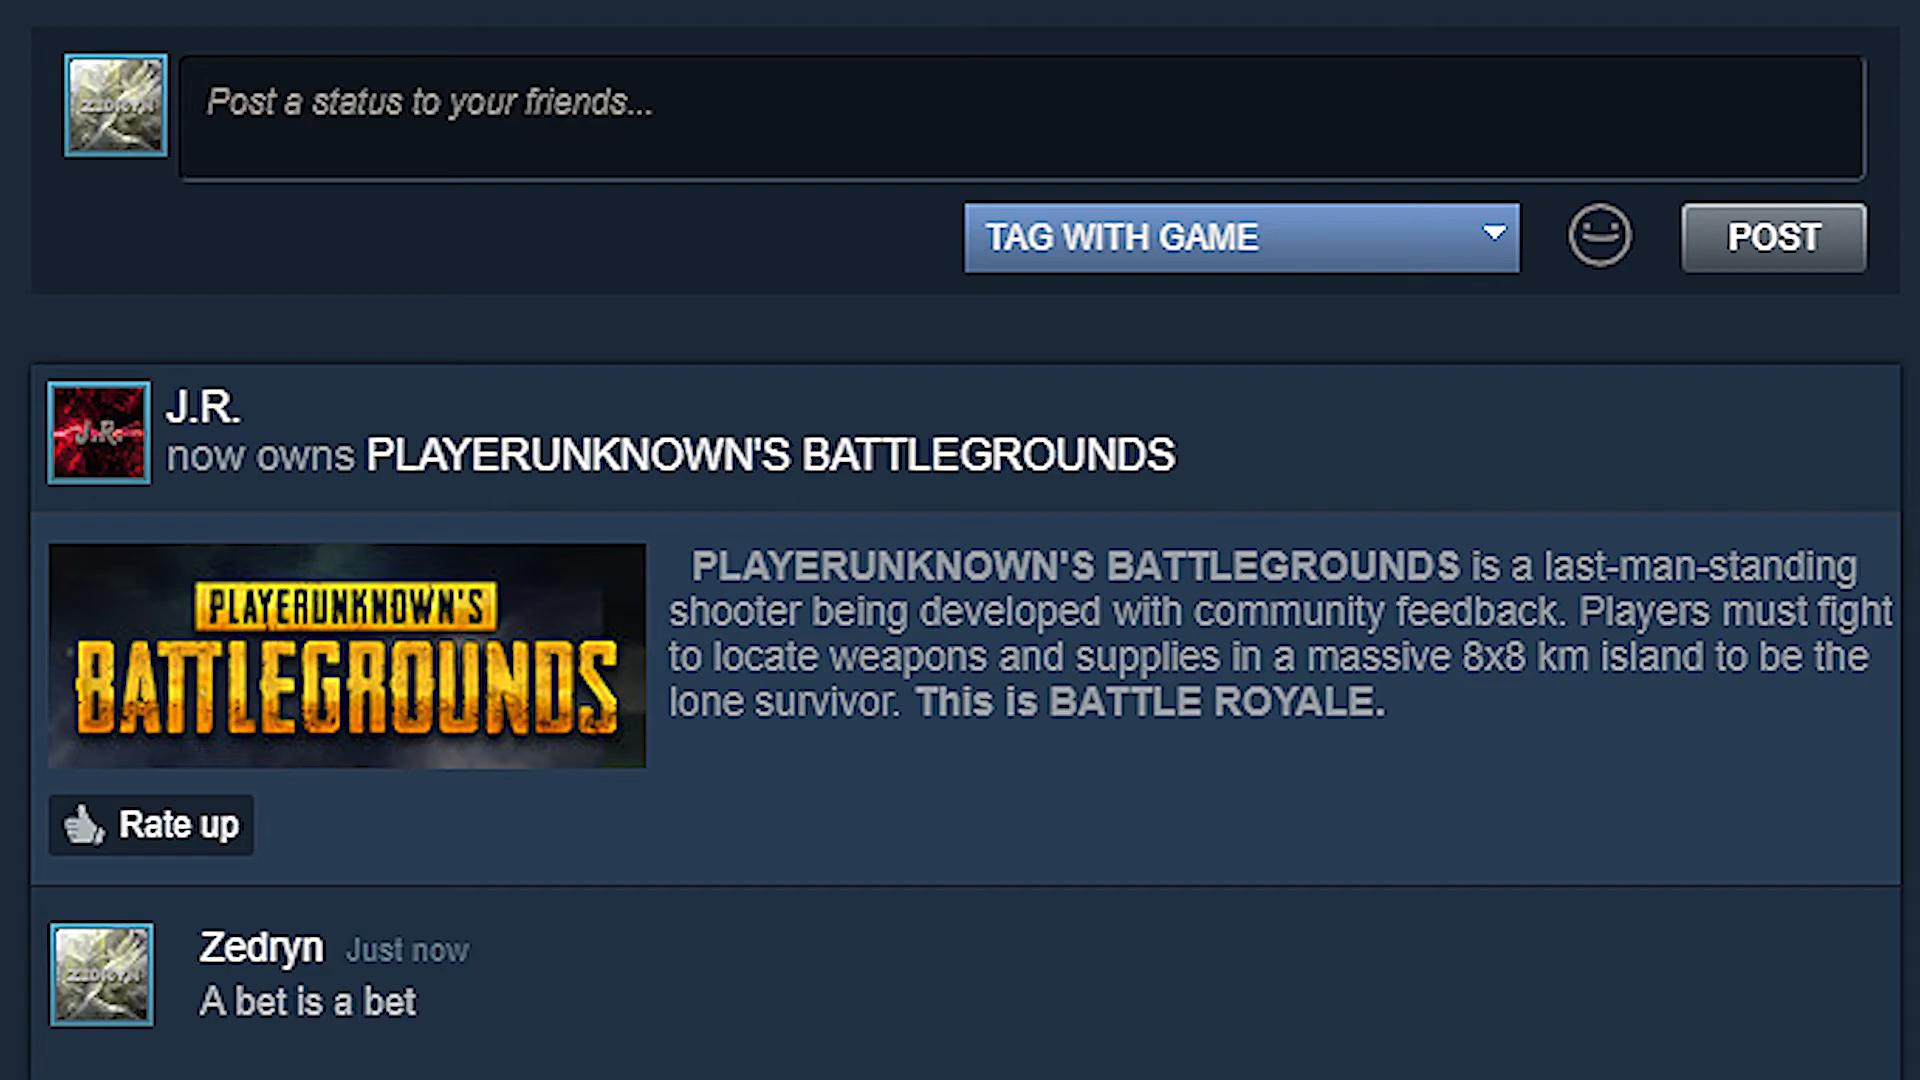 ZEDRYN
Post a status to your friends...
TAG WITH GAME
POST
J.R.
J.R.
now owns PLAYERUNKNOWN'S BATTLEGROUNDS
PLAYERUNKNOWN'S
BATTLEGROUNDS
PLAYERUNKNOWN'S BATTLEGROUNDS is a last-man-standing
shooter being developed with community feedback. Players must fight
to locate weapons and supplies in a massive 8x8 km island to be the
lone survivor. This is BATTLE ROYALE.
Rate up
ZEDRYN
Zedryn Just now
A bet is a bet